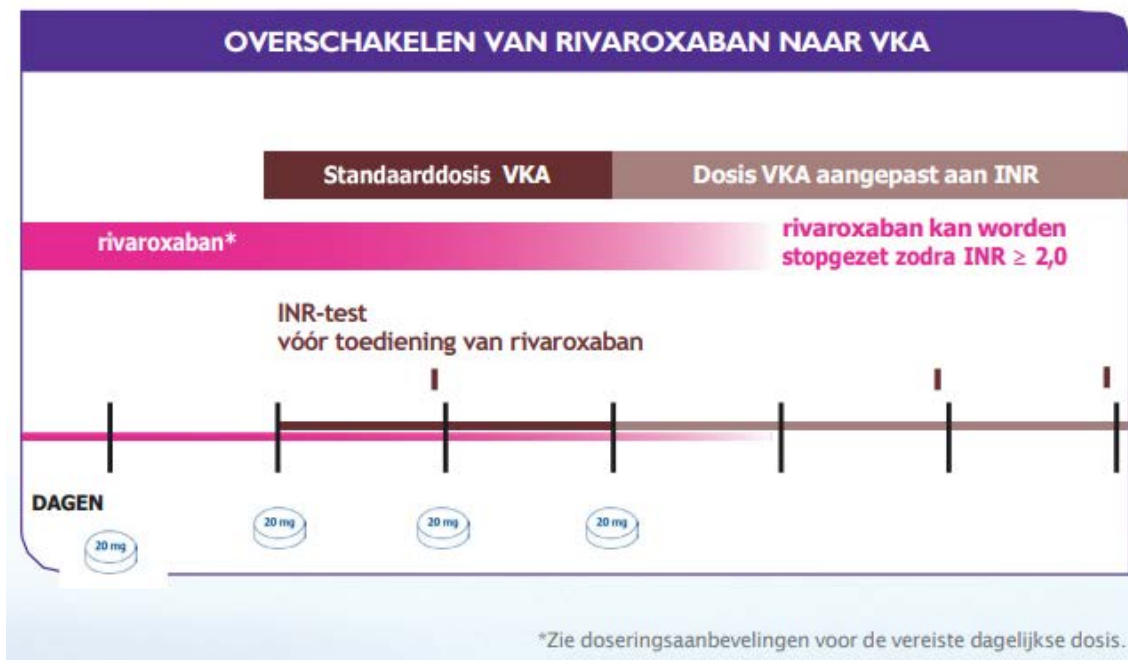 OVERSCHAKELEN VAN RIVAROXABAN NAAR VKA
Standaarddosis VKA
Dosis VKA aangepast aan INR
rivaroxaban*
rivaroxaban kan worden
stopgezet zodra INR ≥ 2,0
INR-test
vóór toediening van rivaroxaban
DAGEN
20 mg
20 mg
20 mg
20 mg
*Zie doseringsaanbevelingen voor de vereiste dagelijkse dosis.